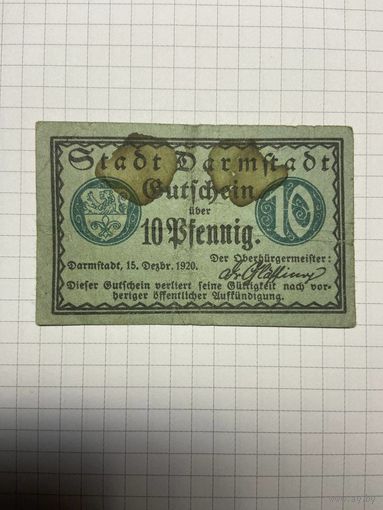 Stadt Darmstadt
Gutschein
über
10 Pfennig.
10
Der Oberbürgermeister:
Darmstadt, 15. Dezbr. 1920.
Dieser Gutschein verliert seine Gültigkeit nach vor-
heriger öffentlicher Aufkündigung.